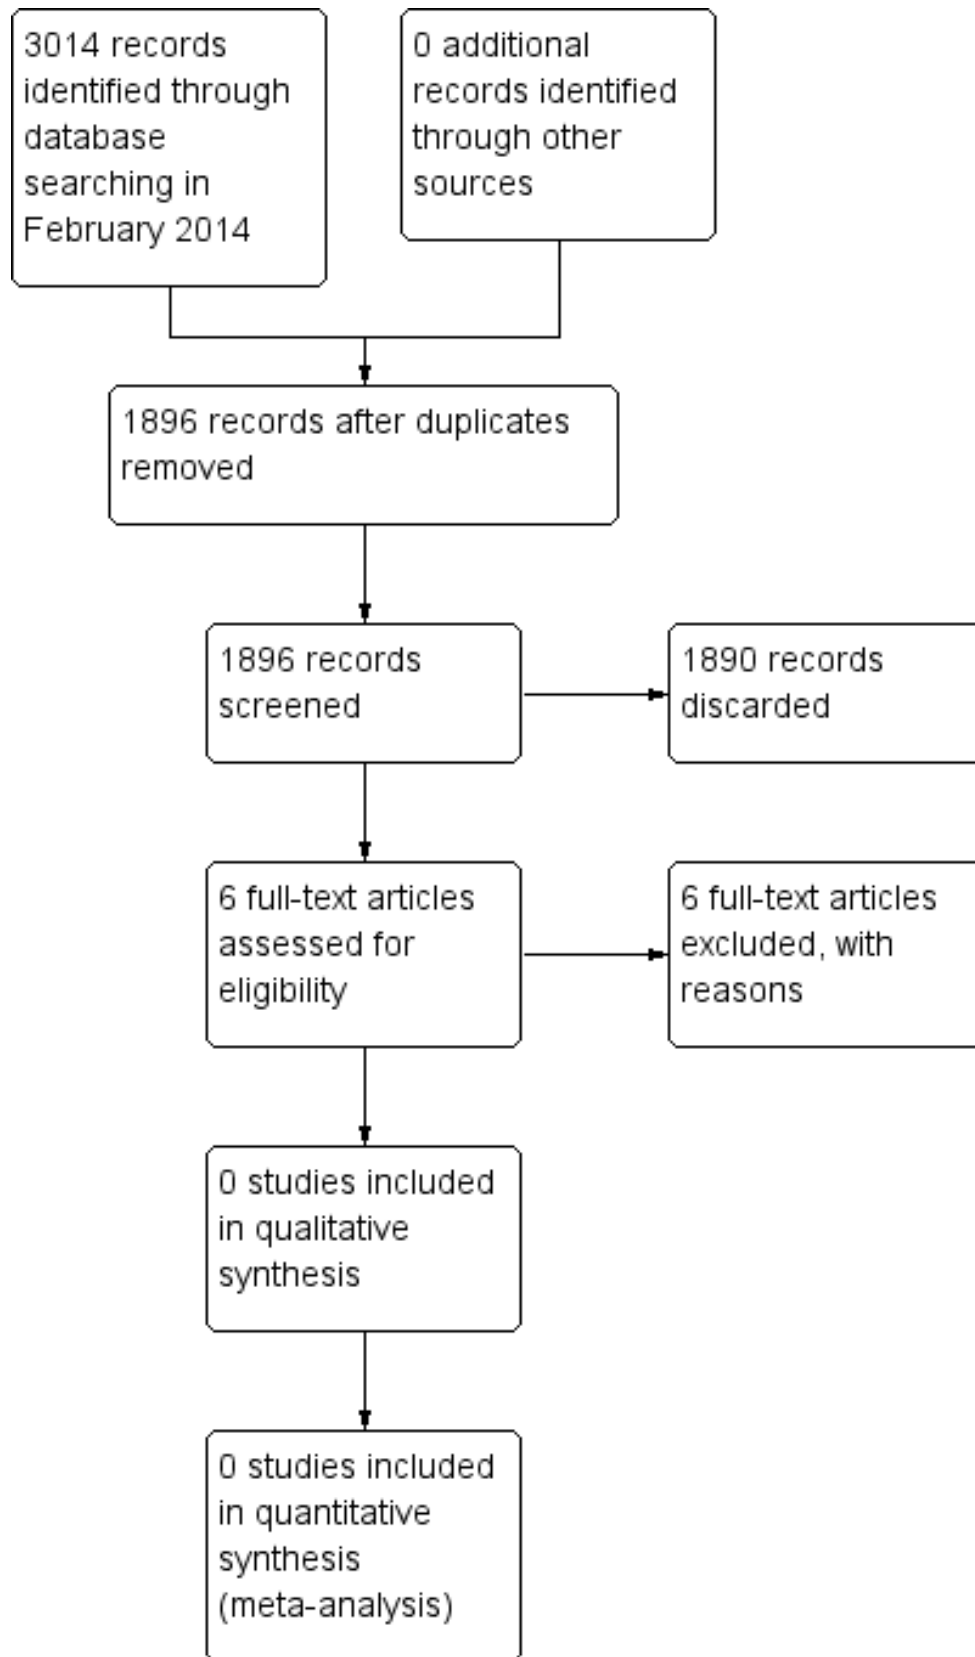 3014 records
identified through
database
searching in
February 2014
0 additional
records identified
through other
sources
1896 records after duplicates
removed
1896 records
screened
1890 records
discarded
6 full-text articles
assessed for
eligibility
6 full-text articles
excluded, with
reasons
0 studies included
in qualitative
synthesis
0 studies included
in quantitative
synthesis
(meta-analysis)